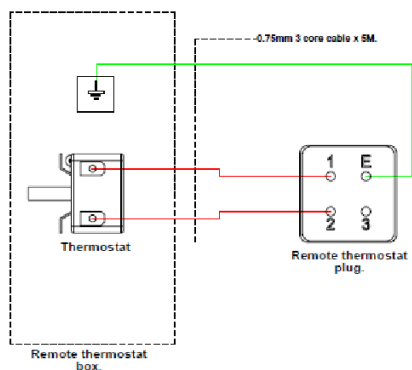 0.75mm 3 core cable x 5M.
1 E
2 3
Thermostat
Remote thermostat
plug.
Remote thermostat
box.